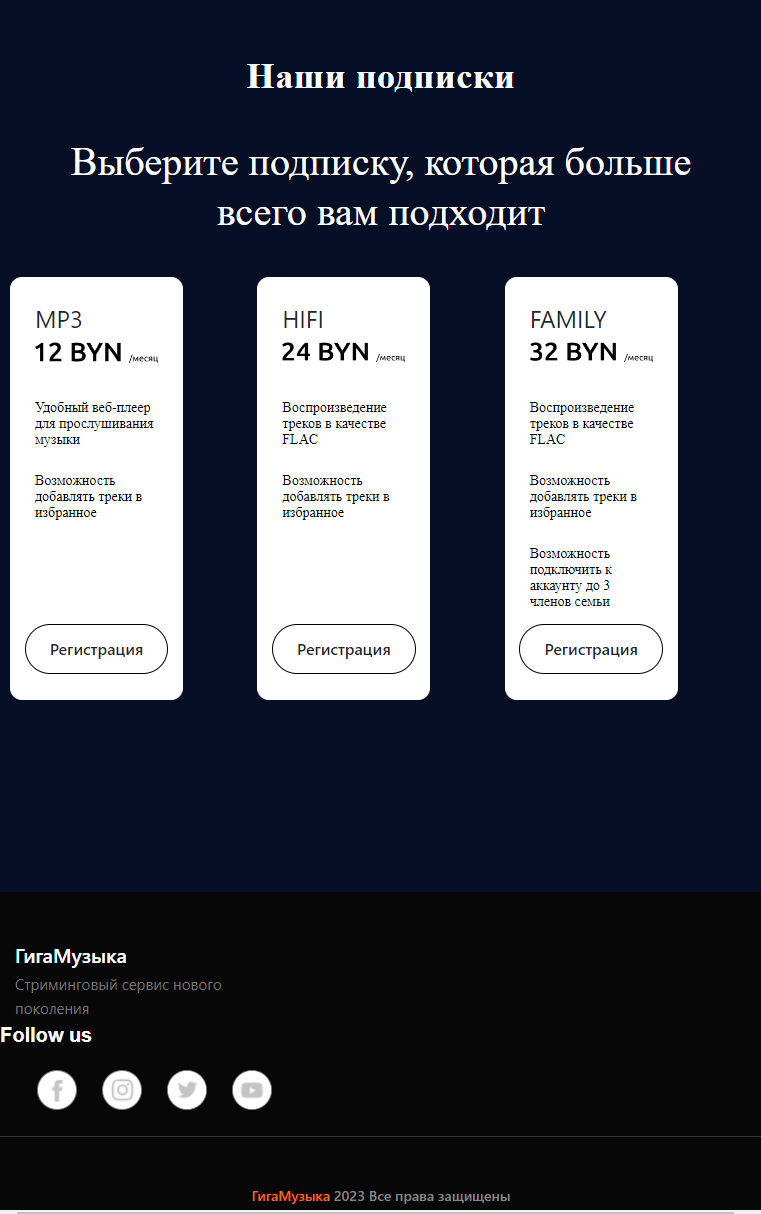 Наши подписки
Выберите подписку, которая больше
всего вам подходит
MP3
12 BYN /месяц
Удобный веб-плеер
для прослушивания
музыки
Возможность
добавлять треки в
избранное
Регистрация
HIFI
24 BYN /месяц
Воспроизведение
треков в качестве
FLAC
Возможность
добавлять треки в
избранное
Регистрация
FAMILY
32 BYN /месяц
Воспроизведение
треков в качестве
FLAC
Возможность
добавлять треки в
избранное
Возможность
подключить к
аккаунту до 3
членов семьи
Регистрация
ГигаМузыка
Стриминговый сервис нового
поколения
Follow us
ГигаМузыка 2023 Все права защищены